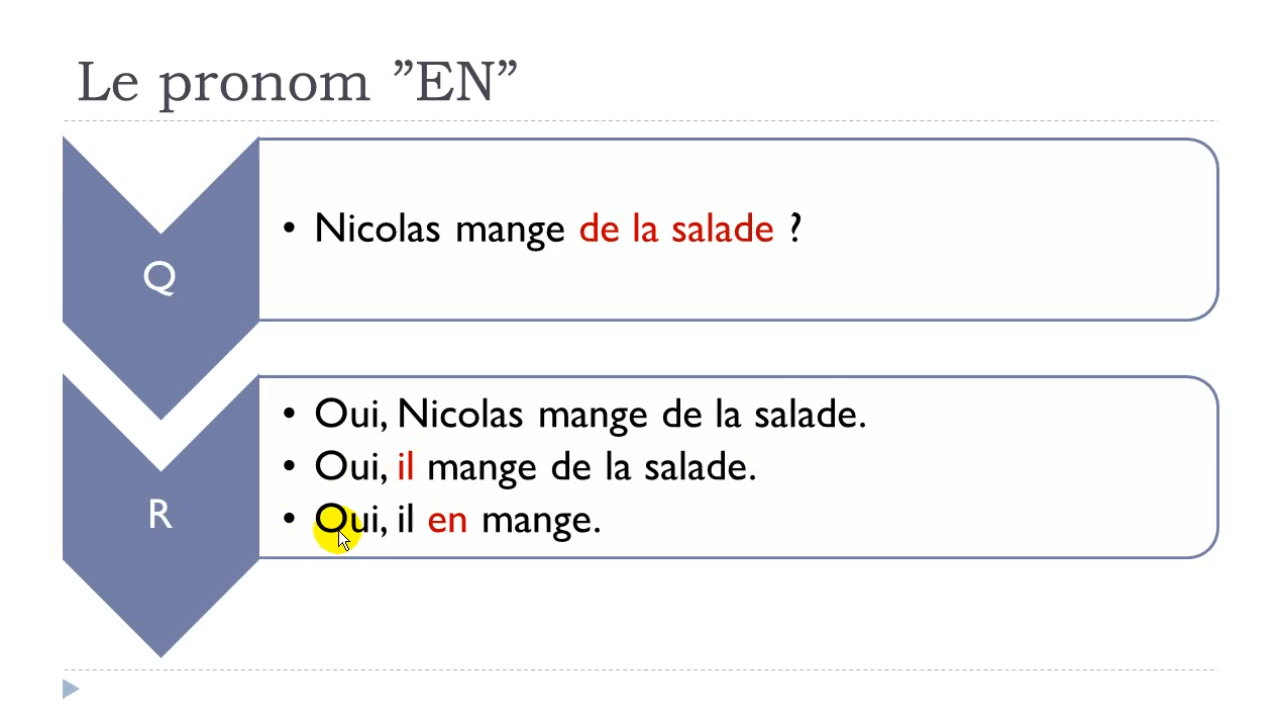 Le pronom ”EN”
Q
• Nicolas mange de la salade ?
R
• Oui, Nicolas mange de la salade.
• Oui, il mange de la salade.
• Oui, il en mange.